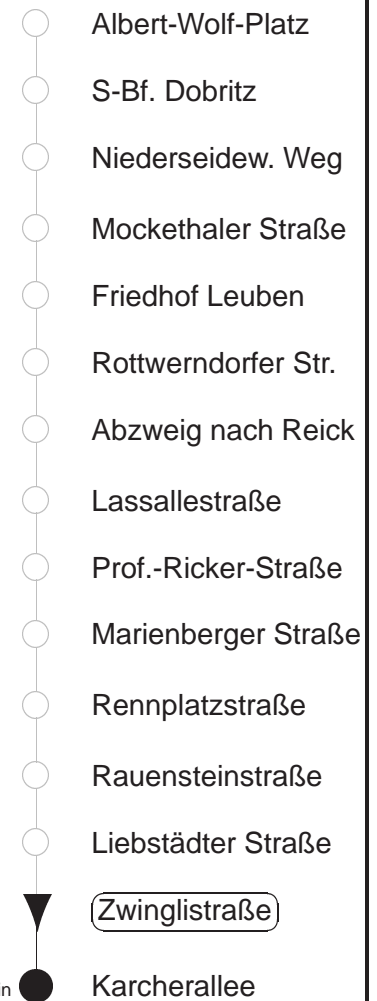 Albert-Wolf-Platz
S-Bf. Dobritz
Niederseidew. Weg
Mockethaler Straße
Friedhof Leuben
Rottwerndorfer Str.
Abzweig nach Reick
Lassallestraße
Prof.-Ricker-Straße
Marienberger Straße
Rennplatzstraße
Rauensteinstraße
Liebstädter Straße
Zwinglistraße
in Karcherallee